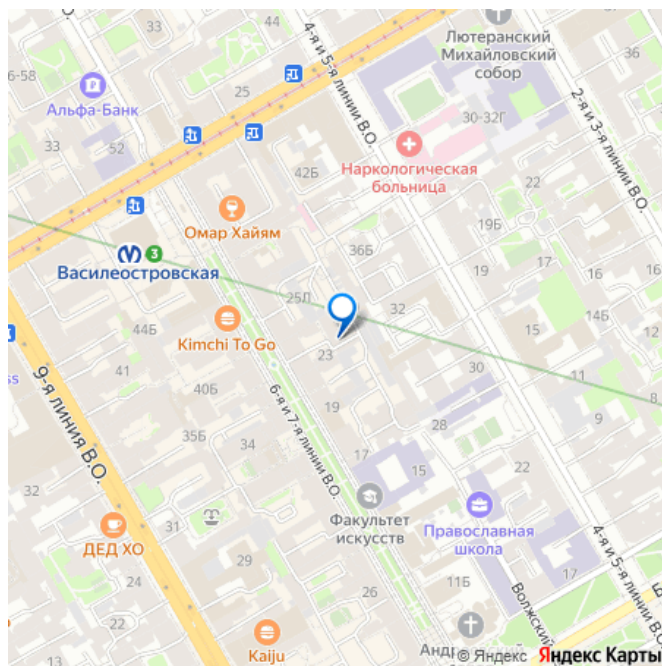 Лютеранский
Михайловский
собор
4-я и 5-я линии В.О.
2-я и 3-я линии В.О.
6-58
Альфа-Банк
25
30-32Г
33
52
42Б
Наркологическая
больница
22
Омар Хайям
19Б
36Б
19
17
16
3
Василеостровская
25Л
32
14Б
44Б
Kimchi To Go
15
23
41
11
30
9
40Б
19
8
9-я линия В.О.
6-я и 7-я линии В.О.
28
17
35Б
34
15
22
32
31
Факультет
искусств
Православная
школа
ДЕД ХО
29
24
4-я и 5-я линии В.О.
11Б
17
26
22
Волжский
Kaiju
© Яндекс Яндекс Карты